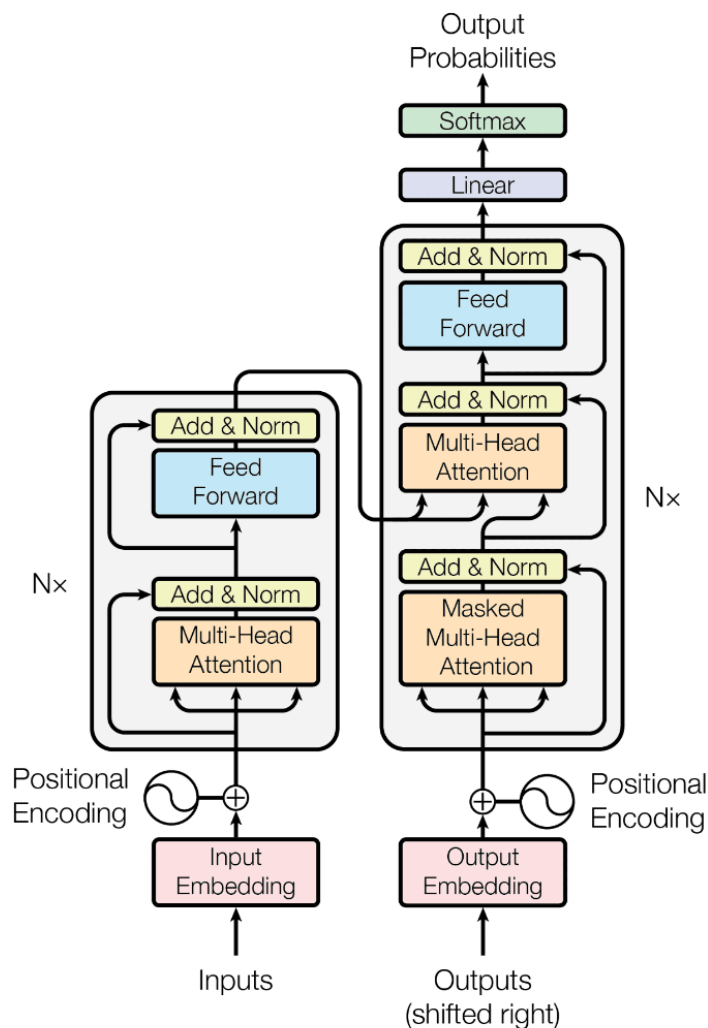 Output
Probabilities
Softmax
Linear
Add & Norm
Feed
Forward
Add & Norm
Multi-Head
Attention
Add & Norm
Masked
Multi-Head
Attention
Nx
Add & Norm
Feed
Forward
Add & Norm
Multi-Head
Attention
Nx
Positional
Encoding
Positional
Encoding
Input
Embedding
Output
Embedding
Inputs
Outputs
(shifted right)